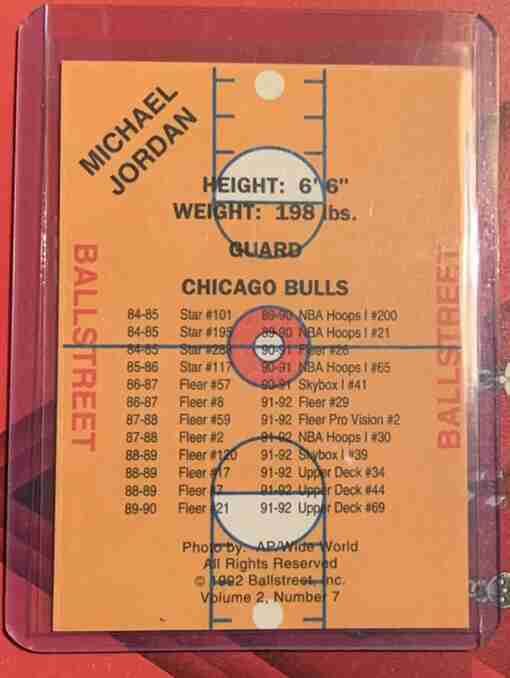 MICHAEL
JORDAN
HEIGHT: 6' 6"
WEIGHT: 198 lbs.
GUARD
CHICAGO BULLS
BALLSTREET
BALLSTREET
84-85 Star #101 89-90 NBA Hoops I #200
84-85 Star #195 89-90 NBA Hoops I #21
84-85 Star #288 90-91 Fleer #26
85-86 Star #117 90-91 NBA Hoops I #65
86-87 Fleer #57 90-91 Skybox I #41
86-87 Fleer #8 91-92 Fleer #29
87-88 Fleer #59 91-92 Fleer Pro Vision #2
87-88 Fleer #2 91-92 NBA Hoops I #30
88-89 Fleer #120 91-92 Skybox I #39
88-89 Fleer #17 91-92 Upper Deck #34
88-89 Fleer #7 91-92 Upper Deck #44
89-90 Fleer #21 91-92 Upper Deck #69
Photo by: AP/Wide World
All Rights Reserved
© 1992 Ballstreet, Inc.
Volume 2, Number 7